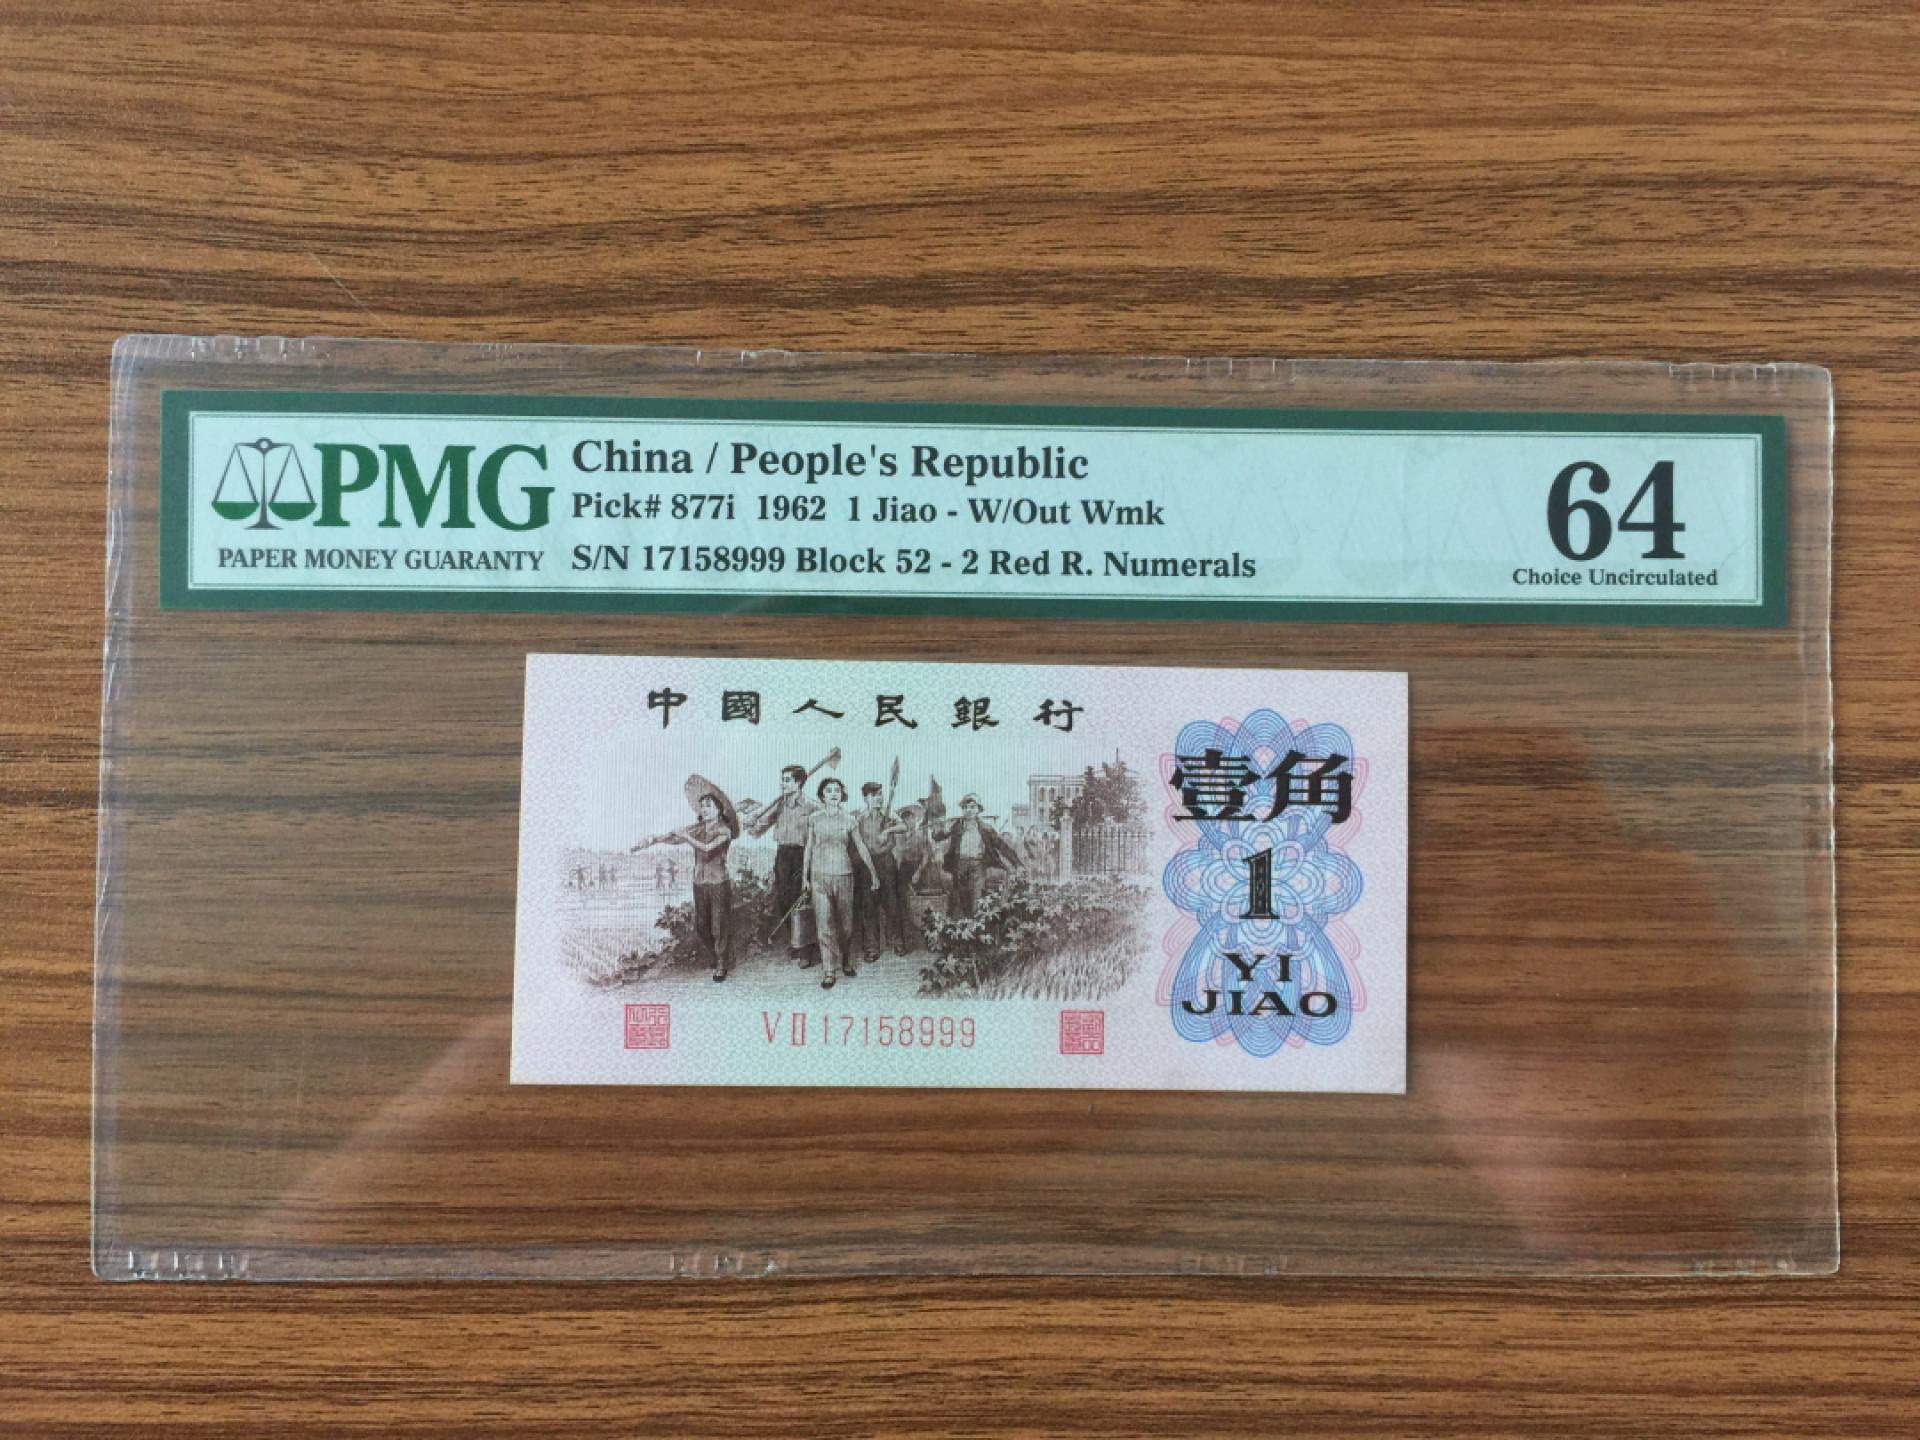 PMG
PAPER MONEY GUARANTY
China / People's Republic
Pick# 877i 1962 1 Jiao - W/Out Wmk
S/N 17158999 Block 52 - 2 Red R. Numerals
64
Choice Uncirculated
中國人民銀行
壹角
1
YI
JIAO
V II 17158999